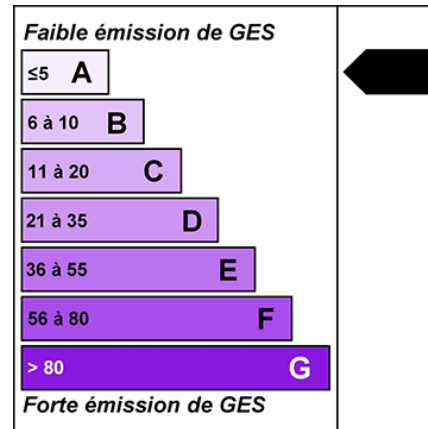 Faible émission de GES
≤5 A
6 à 10 B
11 à 20 C
21 à 35 D
36 à 55 E
56 à 80 F
> 80 G
Forte émission de GES